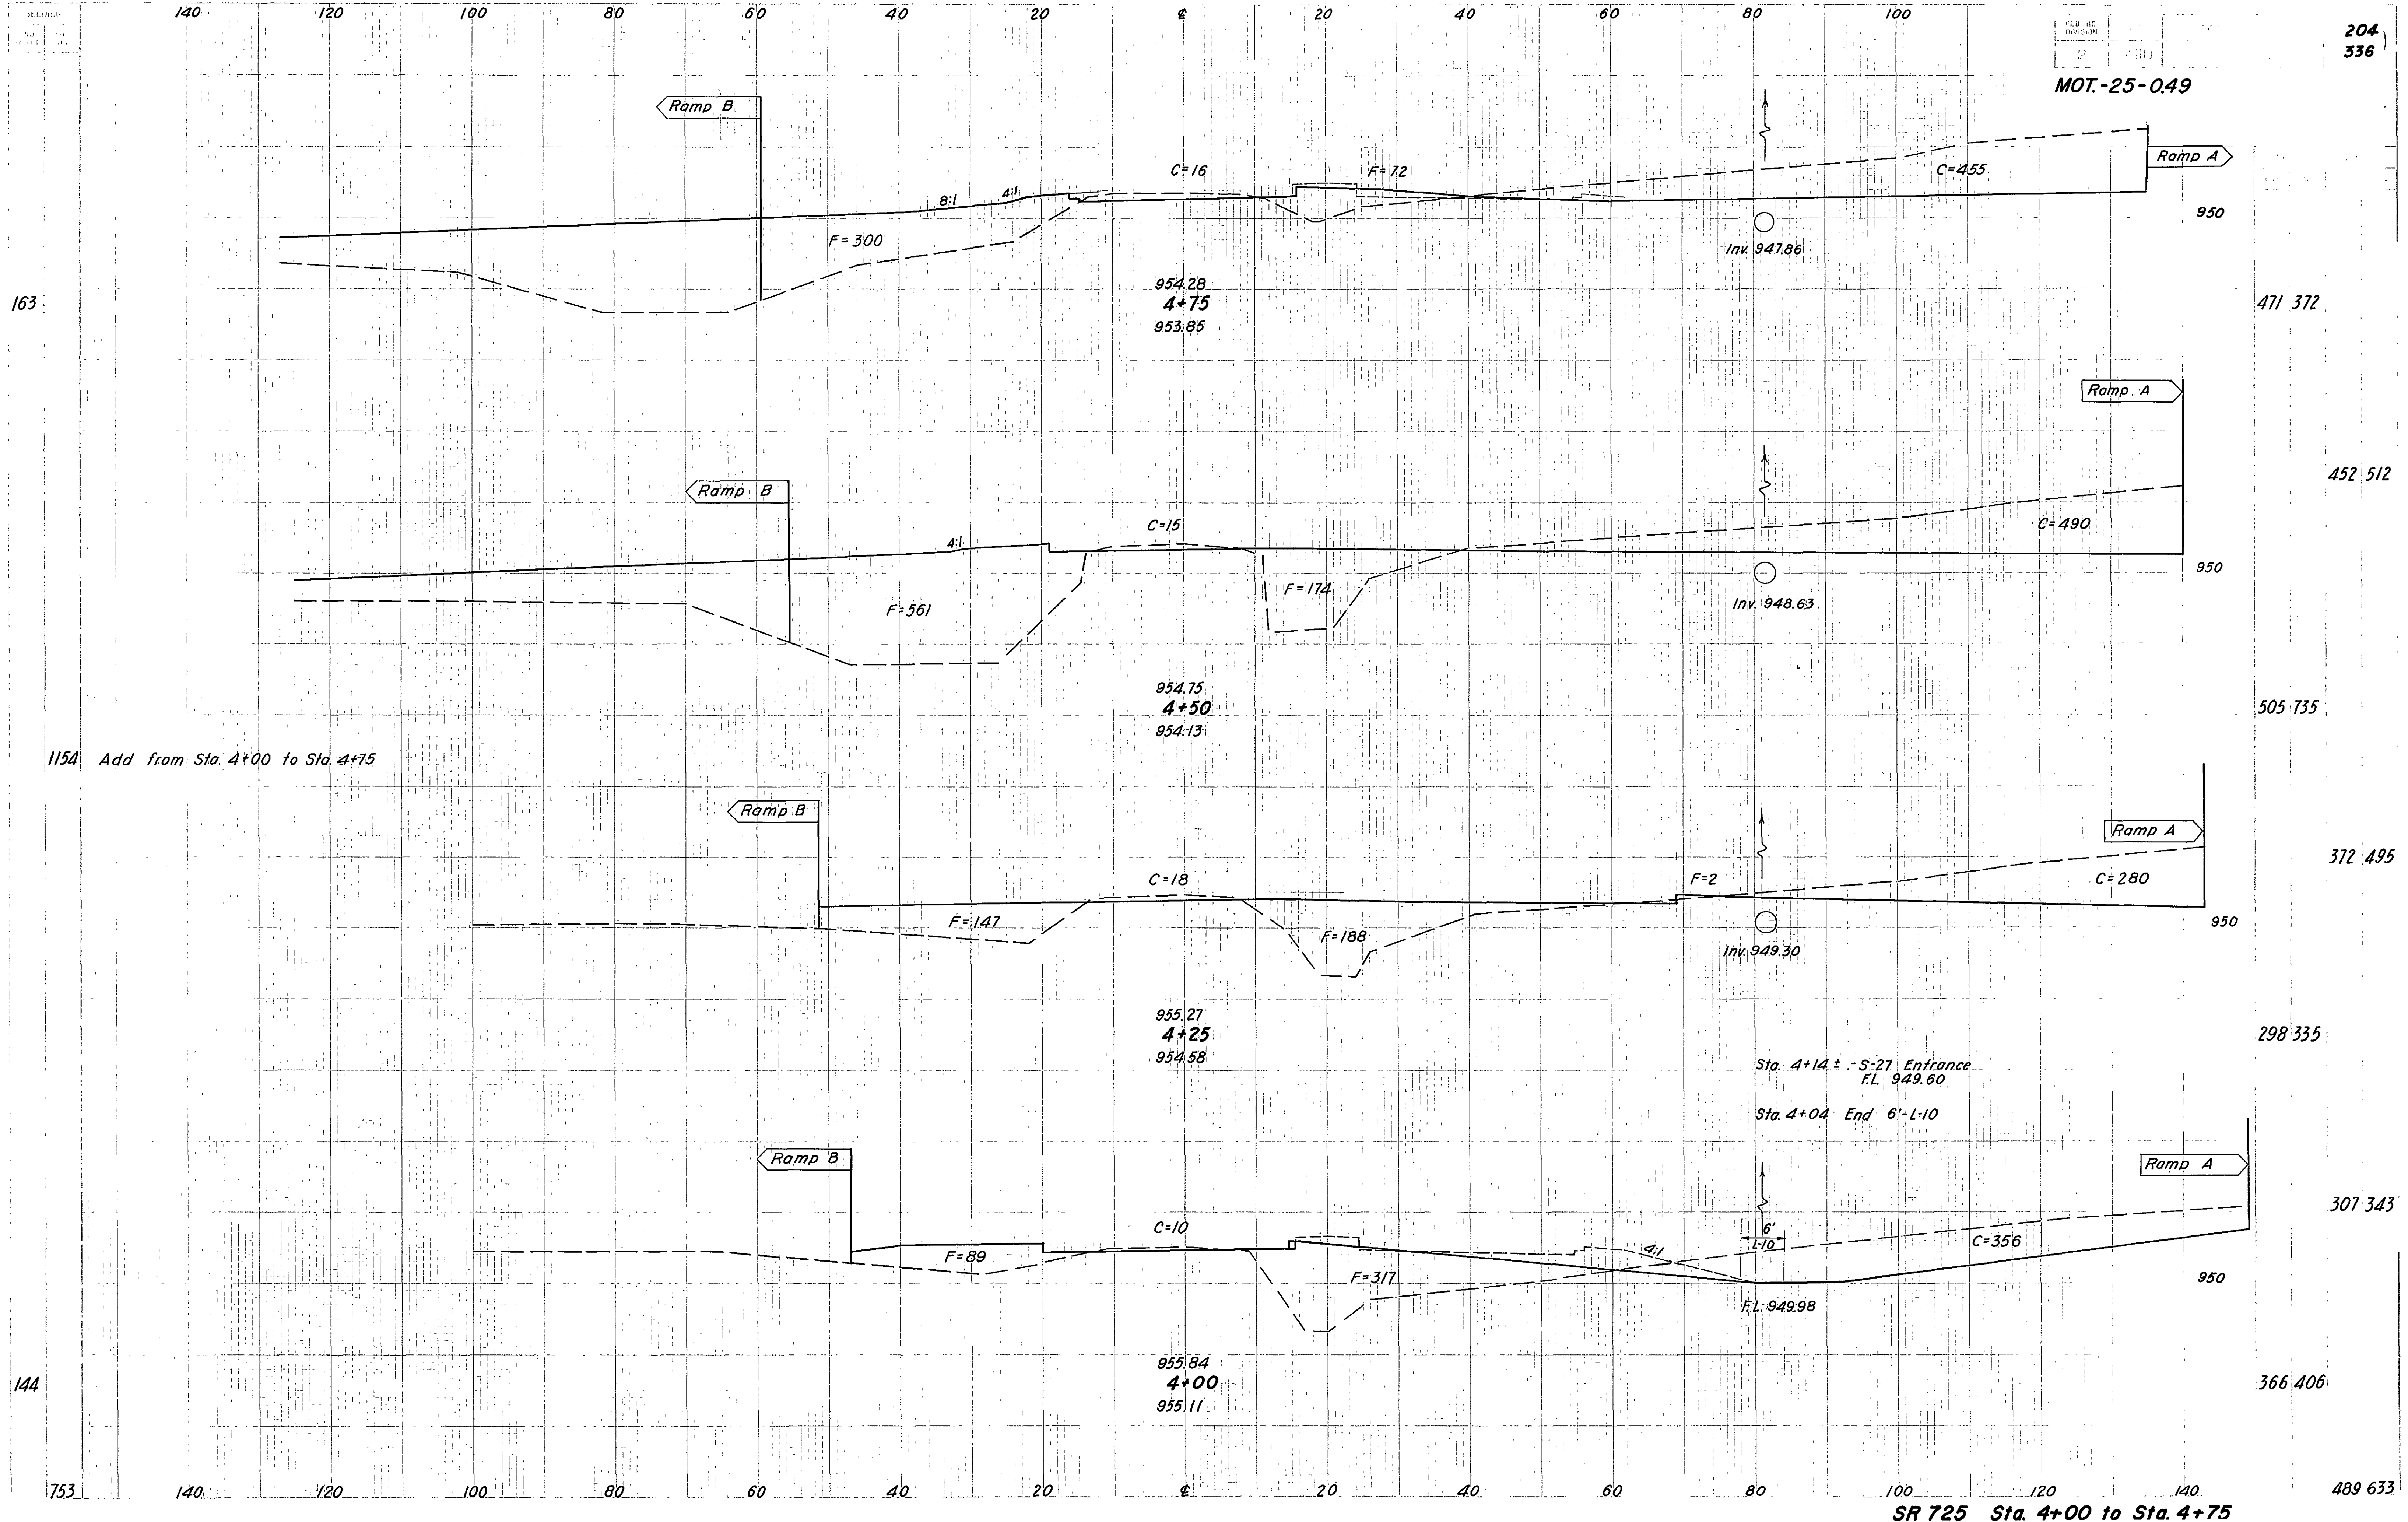 140 120 100 80 60 40 20 ℄ 20 40 60 80 100
FED. RD. DIVISION
2
204
336
MOT.-25-0.49
Ramp B
Ramp A
C=16
F=72
C=455
8:1
4:1
F=300
950
Inv. 947.86
954.28
163
4+75
471 372
953.85
Ramp A
452 512
Ramp B
C=15
C=490
4:1
950
F=174
F=561
Inv. 948.63
954.75
4+50
505 735
954.13
1154 Add from Sta. 4+00 to Sta. 4+75
Ramp B
Ramp A
372 495
C=18
F=2
C=280
F=147
950
F=188
Inv. 949.30
955.27
4+25
298 335
954.58
Sta. 4+14 ± - S-27 Entrance
F.L. 949.60
Sta. 4+04 End 6'-L-10
Ramp B
Ramp A
307 343
C=10
6'
L-10
4:1
C=356
F=89
F=317
950
F.L. 949.98
955.84
144
4+00
366 406
955.11
753
140 120 100 80 60 40 20 ℄ 20 40 60 80 100 120 140
489 633
SR 725 Sta. 4+00 to Sta. 4+75